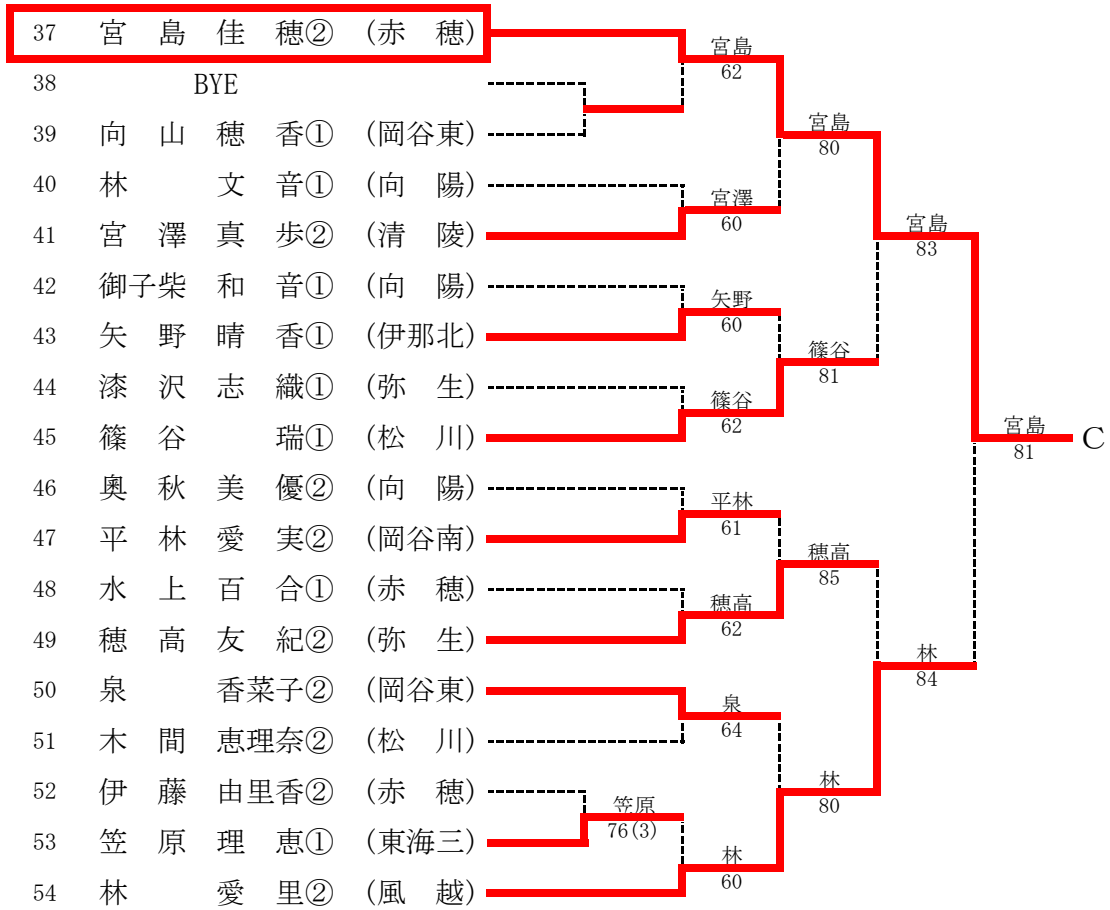 37 宮島佳穂② (赤穂)
38 BYE
39 向山穂香① (岡谷東)
40 林文音① (向陽)
41 宮澤真歩② (清陵)
42 御子柴和音① (向陽)
43 矢野晴香① (伊那北)
44 漆沢志織① (弥生)
45 篠谷瑞① (松川)
46 奥秋美優② (向陽)
47 平林愛実② (岡谷南)
48 水上百合① (赤穂)
49 穂高友紀② (弥生)
50 泉香菜子② (岡谷東)
51 木間恵理奈② (松川)
52 伊藤由里香② (赤穂)
53 笠原理恵① (東海三)
54 林愛里② (風越)
笠原
76(3)
宮島
62
宮澤
60
矢野
60
篠谷
62
平林
61
穂高
62
泉
64
林
60
宮島
80
篠谷
81
穂高
85
林
80
宮島
83
林
84
宮島
81
C